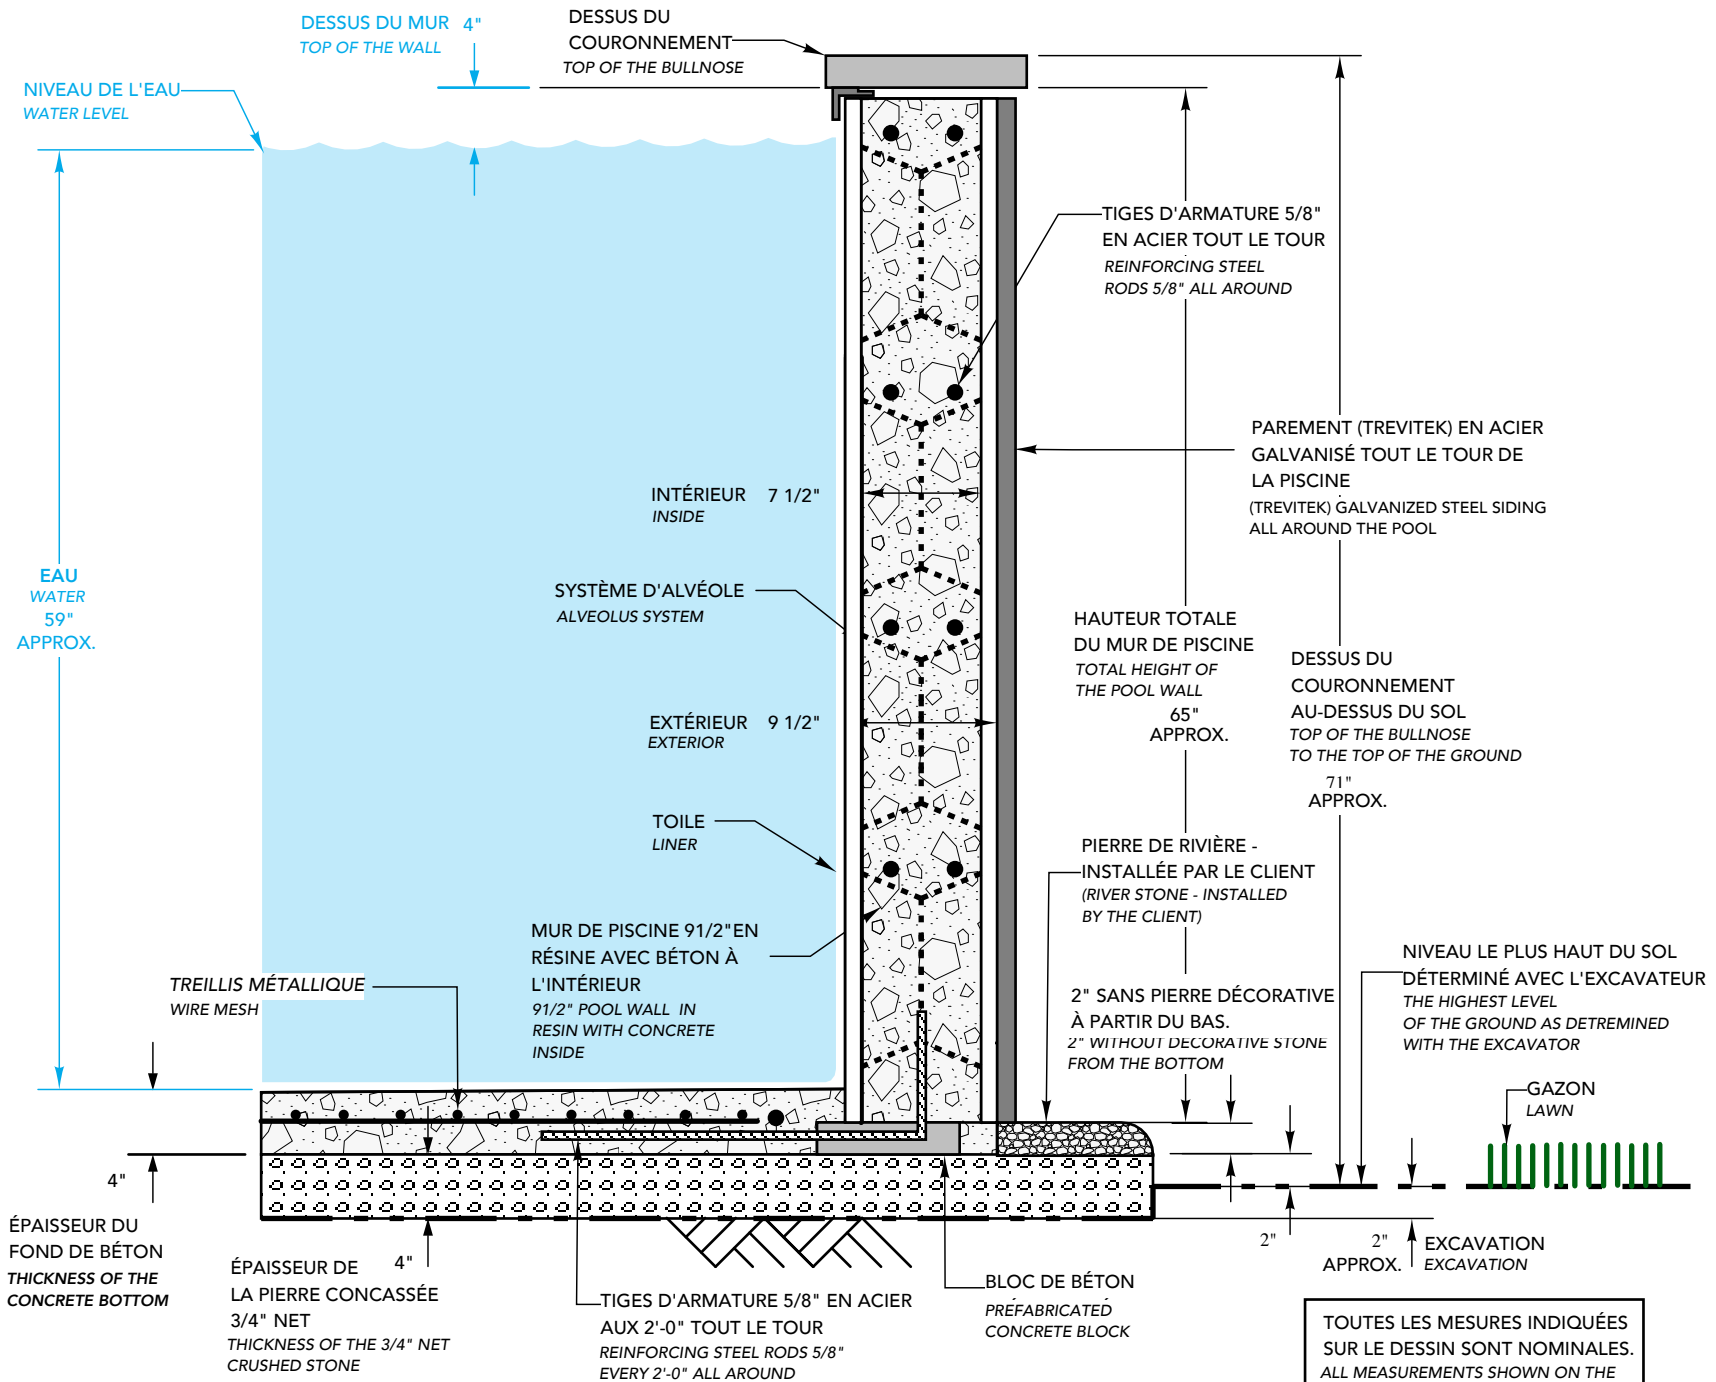 DESSUS DU MUR 4"
TOP OF THE WALL
DESSUS DU
COURONNEMENT
TOP OF THE BULLNOSE
NIVEAU DE L'EAU
WATER LEVEL
TIGES D'ARMATURE 5/8"
EN ACIER TOUT LE TOUR
REINFORCING STEEL
RODS 5/8" ALL AROUND
PAREMENT (TREVITEK) EN ACIER
GALVANISÉ TOUT LE TOUR DE
LA PISCINE
(TREVITEK) GALVANIZED STEEL SIDING
ALL AROUND THE POOL
INTÉRIEUR 7 1/2"
INSIDE
EAU
WATER
59"
APPROX.
SYSTÈME D'ALVÉOLE
ALVEOLUS SYSTEM
HAUTEUR TOTALE
DU MUR DE PISCINE
TOTAL HEIGHT OF
THE POOL WALL
65"
APPROX.
DESSUS DU
COURONNEMENT
AU-DESSUS DU SOL
TOP OF THE BULLNOSE
TO THE TOP OF THE GROUND
71"
APPROX.
EXTÉRIEUR 9 1/2"
EXTERIOR
TOILE
LINER
PIERRE DE RIVIÈRE -
INSTALLÉE PAR LE CLIENT
(RIVER STONE - INSTALLED
BY THE CLIENT)
MUR DE PISCINE 91/2"EN
RÉSINE AVEC BÉTON À
L'INTÉRIEUR
91/2" POOL WALL IN
RESIN WITH CONCRETE
INSIDE
NIVEAU LE PLUS HAUT DU SOL
DÉTERMINÉ AVEC L'EXCAVATEUR
THE HIGHEST LEVEL
OF THE GROUND AS DETREMINED
WITH THE EXCAVATOR
TREILLIS MÉTALLIQUE
WIRE MESH
2" SANS PIERRE DÉCORATIVE
À PARTIR DU BAS.
2" WITHOUT DECORATIVE STONE
FROM THE BOTTOM
GAZON
LAWN
4"
ÉPAISSEUR DU
FOND DE BÉTON
THICKNESS OF THE
CONCRETE BOTTOM
4"
ÉPAISSEUR DE
LA PIERRE CONCASSÉE
3/4" NET
THICKNESS OF THE 3/4" NET
CRUSHED STONE
TIGES D'ARMATURE 5/8" EN ACIER
AUX 2'-0" TOUT LE TOUR
REINFORCING STEEL RODS 5/8"
EVERY 2'-0" ALL AROUND
BLOC DE BÉTON
PRÉFABRICATED
CONCRETE BLOCK
2"
2"
APPROX.
EXCAVATION
EXCAVATION
TOUTES LES MESURES INDIQUÉES
SUR LE DESSIN SONT NOMINALES.
ALL MEASUREMENTS SHOWN ON THE